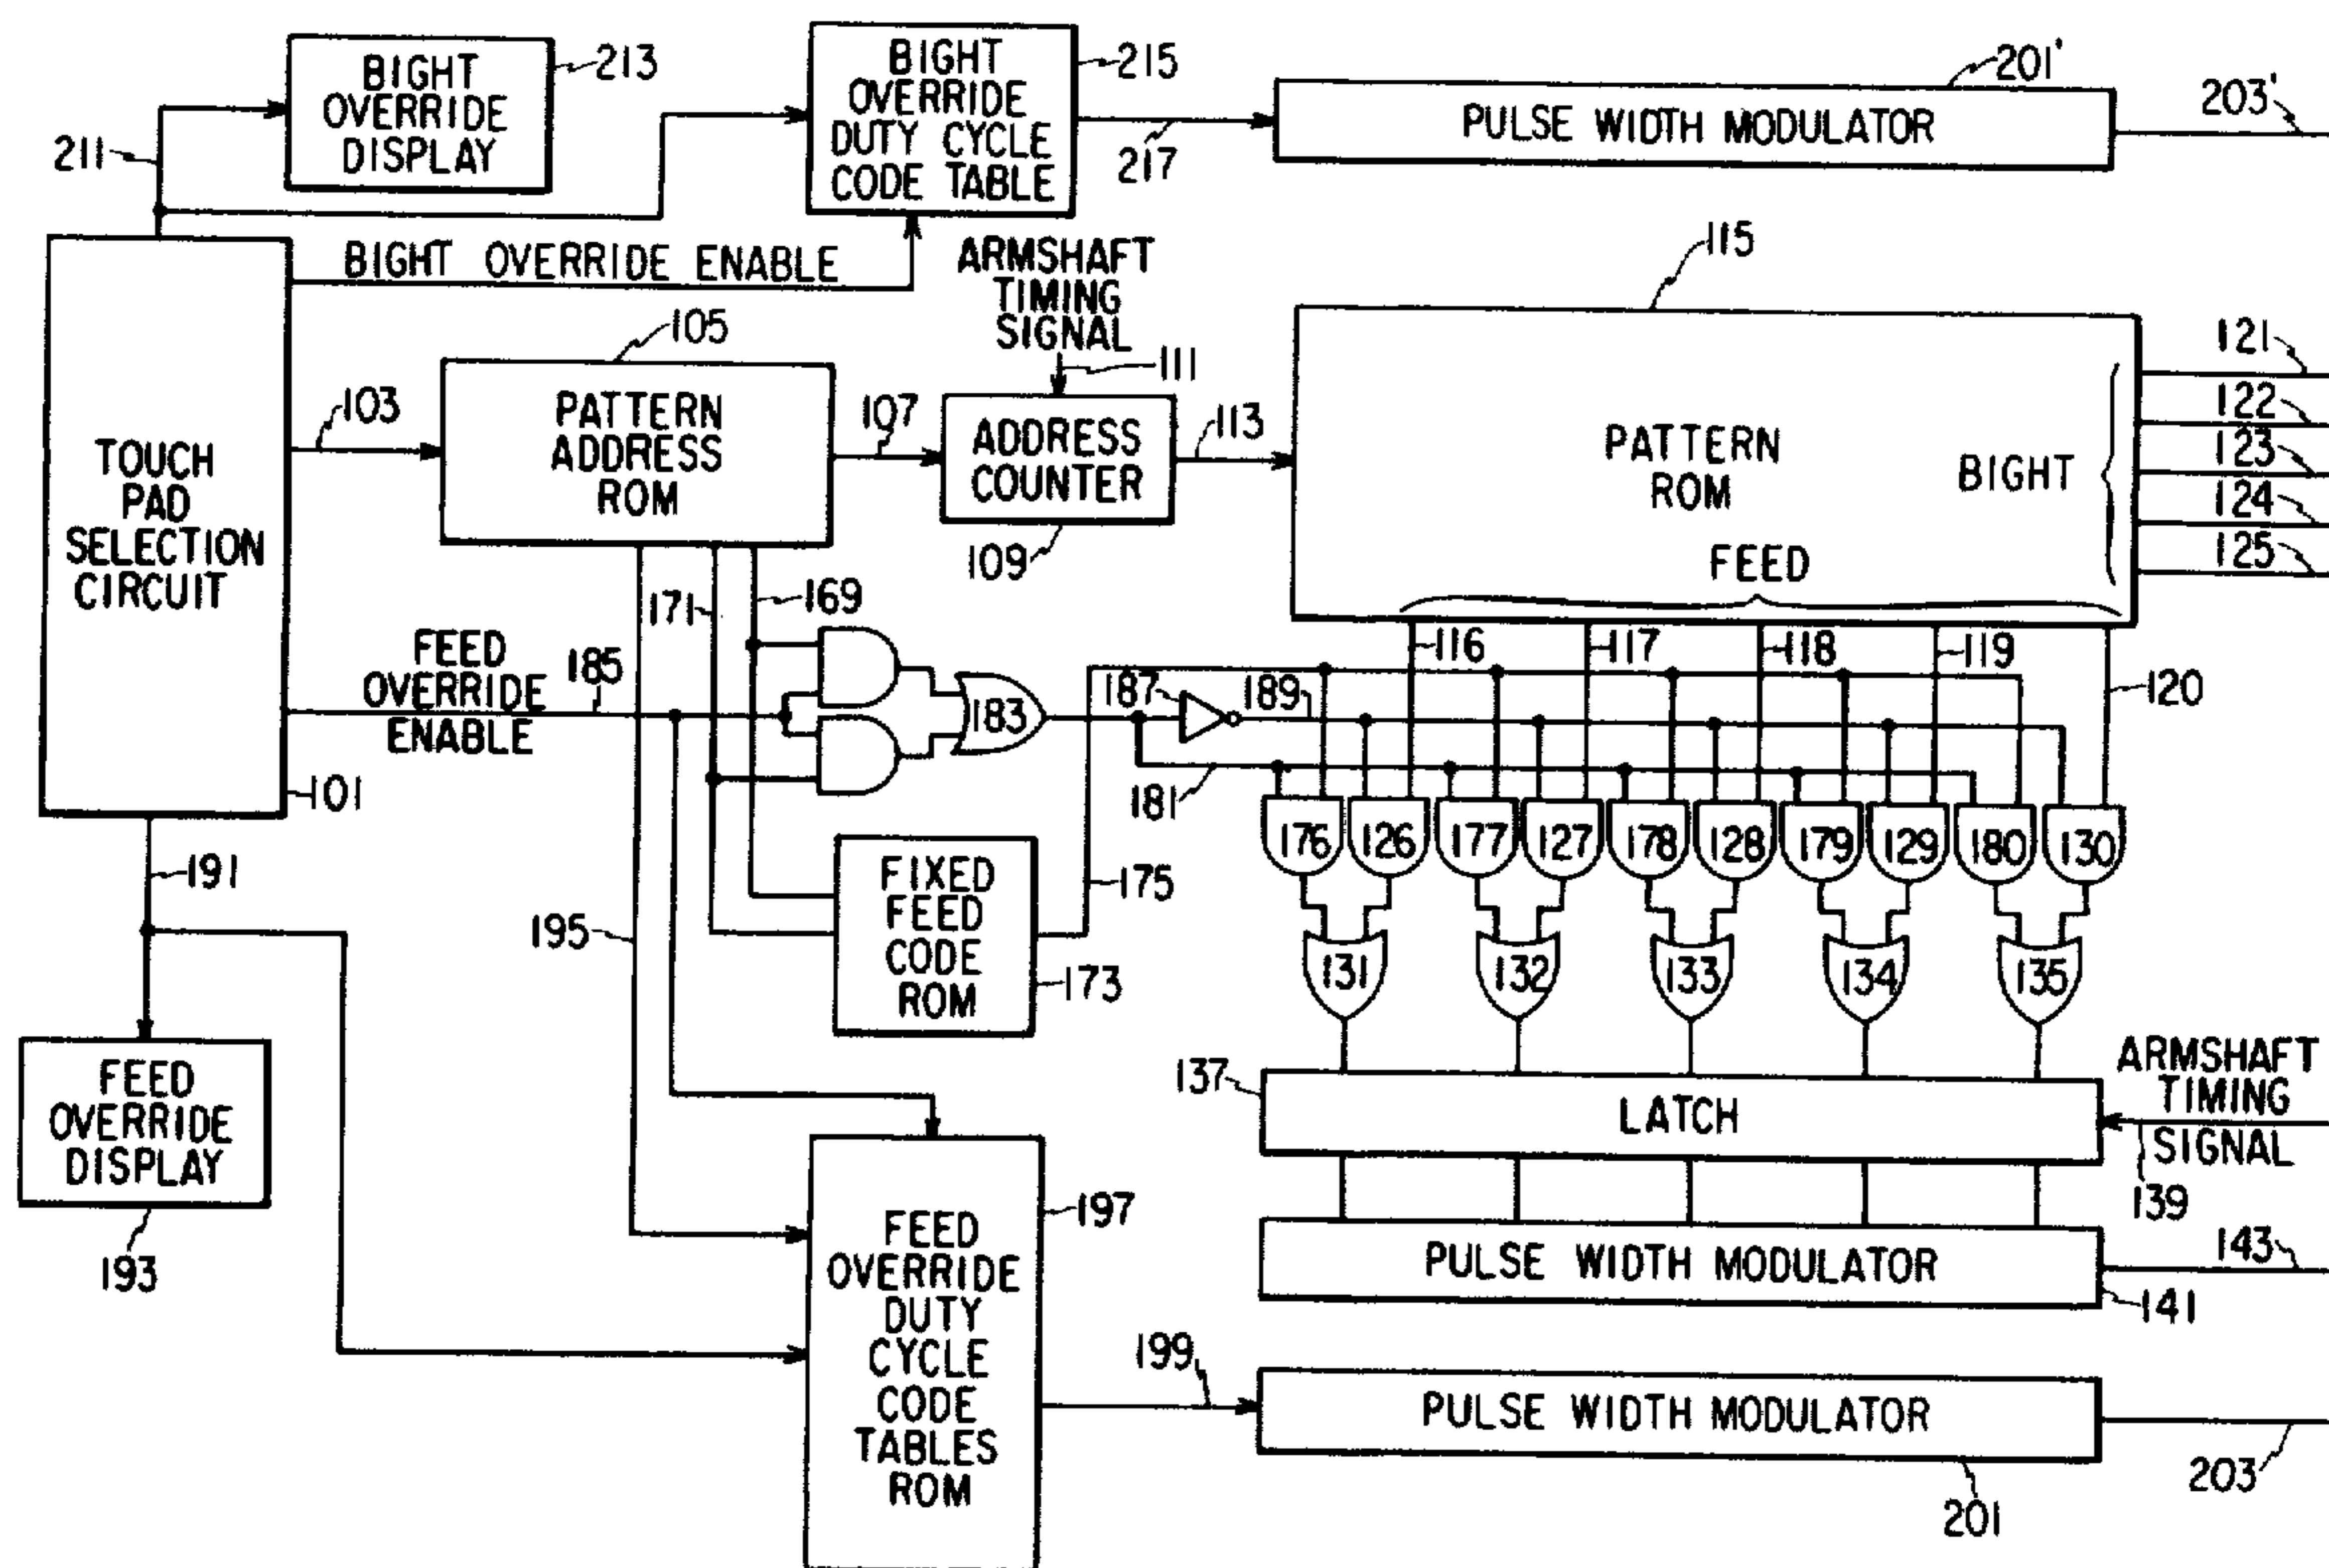 BIGHT
OVERRIDE
DISPLAY
213
BIGHT
OVERRIDE
DUTY CYCLE
CODE TABLE
215
217
PULSE WIDTH MODULATOR
201'
203'
211
BIGHT OVERRIDE ENABLE
ARMSHAFT
TIMING
SIGNAL
111
115
TOUCH
PAD
SELECTION
CIRCUIT
101
103
105
PATTERN
ADDRESS
ROM
107
ADDRESS
COUNTER
109
113
PATTERN
ROM
BIGHT
FEED
121
122
123
124
125
171
169
116
117
118
119
120
FEED
OVERRIDE
ENABLE
185
183
187
189
181
176
126
177
127
178
128
179
129
180
130
131
132
133
134
135
191
195
FIXED
FEED
CODE
ROM
173
175
FEED
OVERRIDE
DISPLAY
193
137
LATCH
ARMSHAFT
TIMING
SIGNAL
139
PULSE WIDTH MODULATOR
143
141
FEED
OVERRIDE
DUTY
CYCLE
CODE
TABLES
ROM
197
199
PULSE WIDTH MODULATOR
201
203